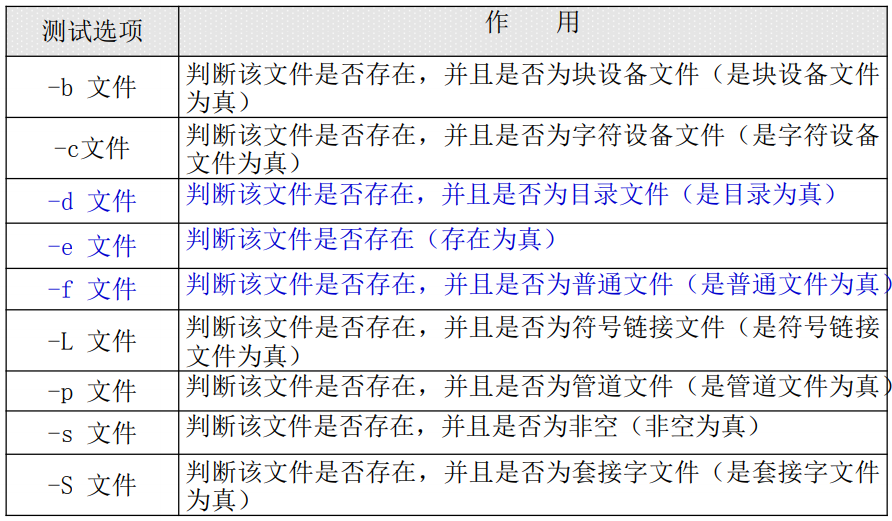 测试选项
作 用
-b 文件
判断该文件是否存在，并且是否为块设备文件（是块设备文件
为真）
-c文件
判断该文件是否存在，并且是否为字符设备文件（是字符设备
文件为真）
-d 文件
判断该文件是否存在，并且是否为目录文件（是目录为真）
-e 文件
判断该文件是否存在（存在为真）
-f 文件
判断该文件是否存在，并且是否为普通文件（是普通文件为真）
-L 文件
判断该文件是否存在，并且是否为符号链接文件（是符号链接
文件为真）
-p 文件
判断该文件是否存在，并且是否为管道文件（是管道文件为真）
-s 文件
判断该文件是否存在，并且是否为非空（非空为真）
-S 文件
判断该文件是否存在，并且是否为套接字文件（是套接字文件
为真）